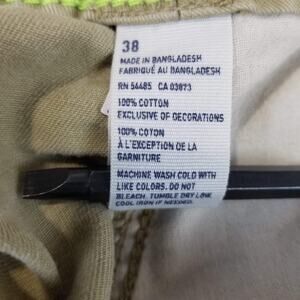 38
MADE IN BANGLADESH
FABRIQUÉ AU BANGLADESH
RN 54485 CA 03873
100% COTTON
EXCLUSIVE OF DECORATIONS
100% COTON
À L'EXCEPTION DE LA
GARNITURE
MACHINE WASH COLD WITH
LIKE COLORS. DO NOT
BLEACH. TUMBLE DRY LOW.
COOL IRON IF NEEDED.